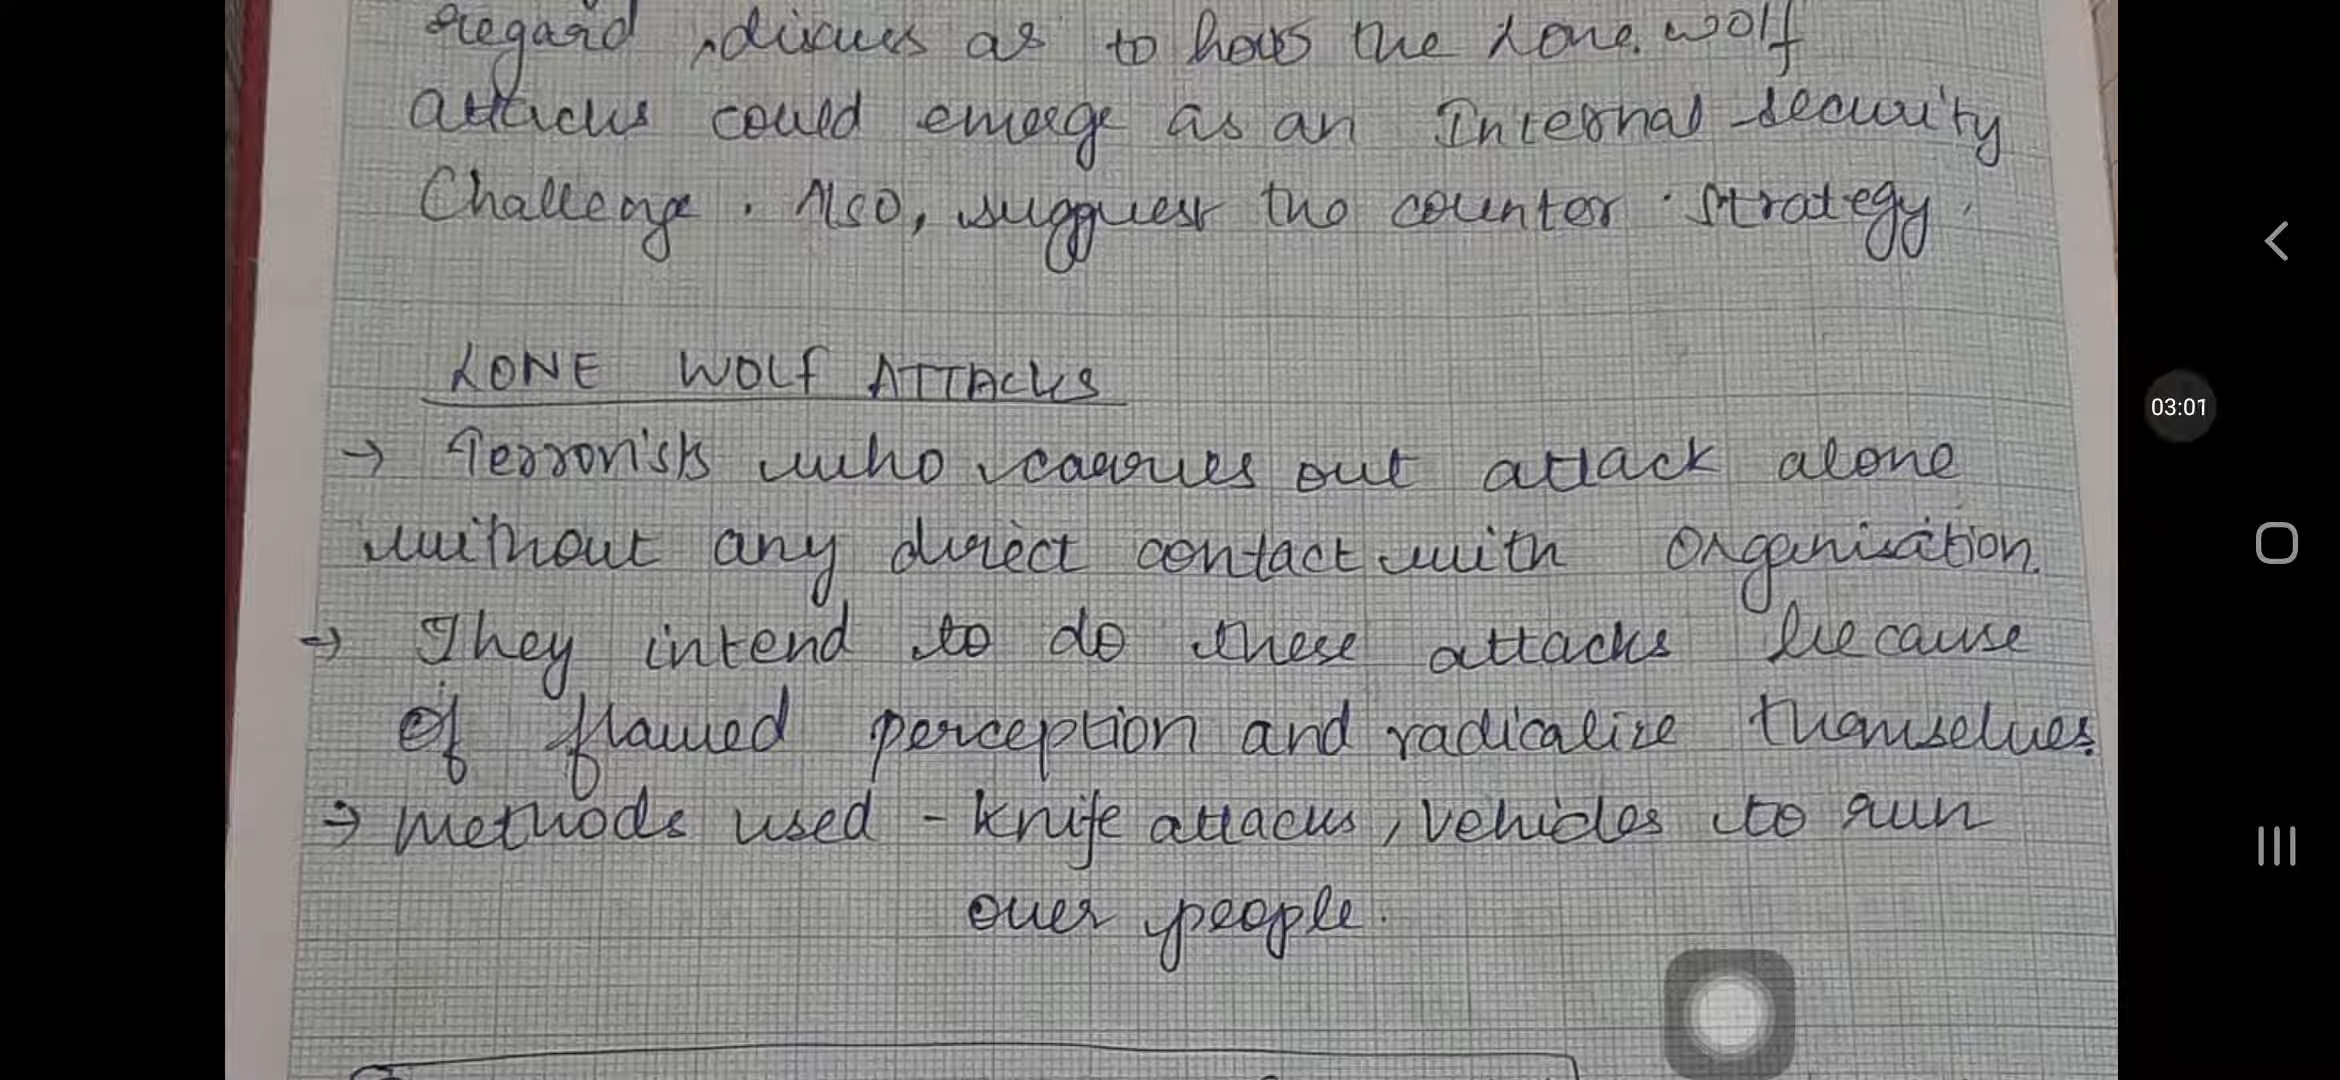 regard, discuss as to how the Lone wolf
attacks could emerge as an Internal security
Challenge. Also, suggest the counter strategy.
LONE WOLF ATTACKS
→ Terrorists who carries out attack alone
without any direct contact with Organisation.
→ They intend to do these attacks because
of flawed perception and radicalize themselves.
→ Methods used - knife attacks, vehicles to run
over people.
03:01